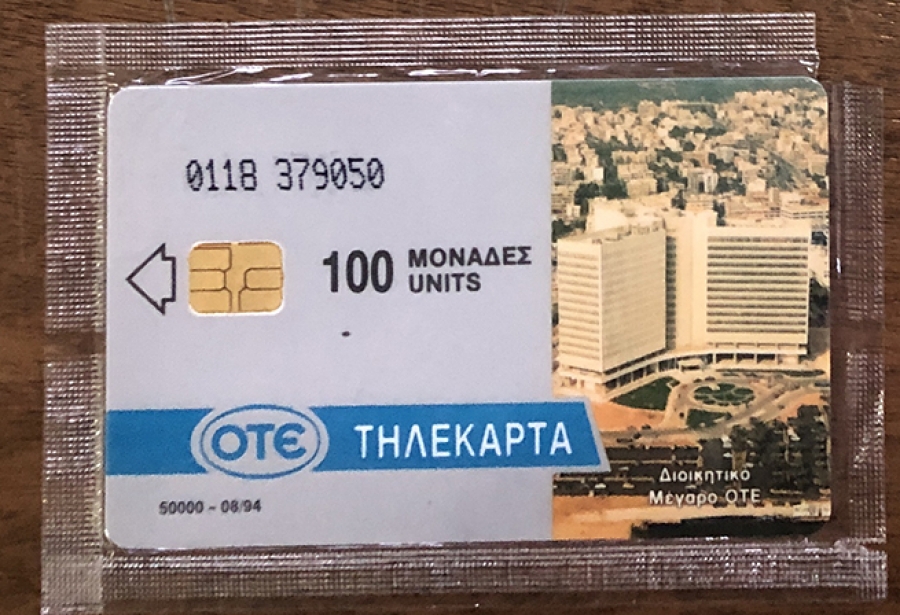 0118 379050
100 ΜΟΝΑΔΕΣ
UNITS
ΟΤΕ ΤΗΛΕΚΑΡΤΑ
50000 - 08/94
Διοικητικό
Μέγαρο ΟΤΕ